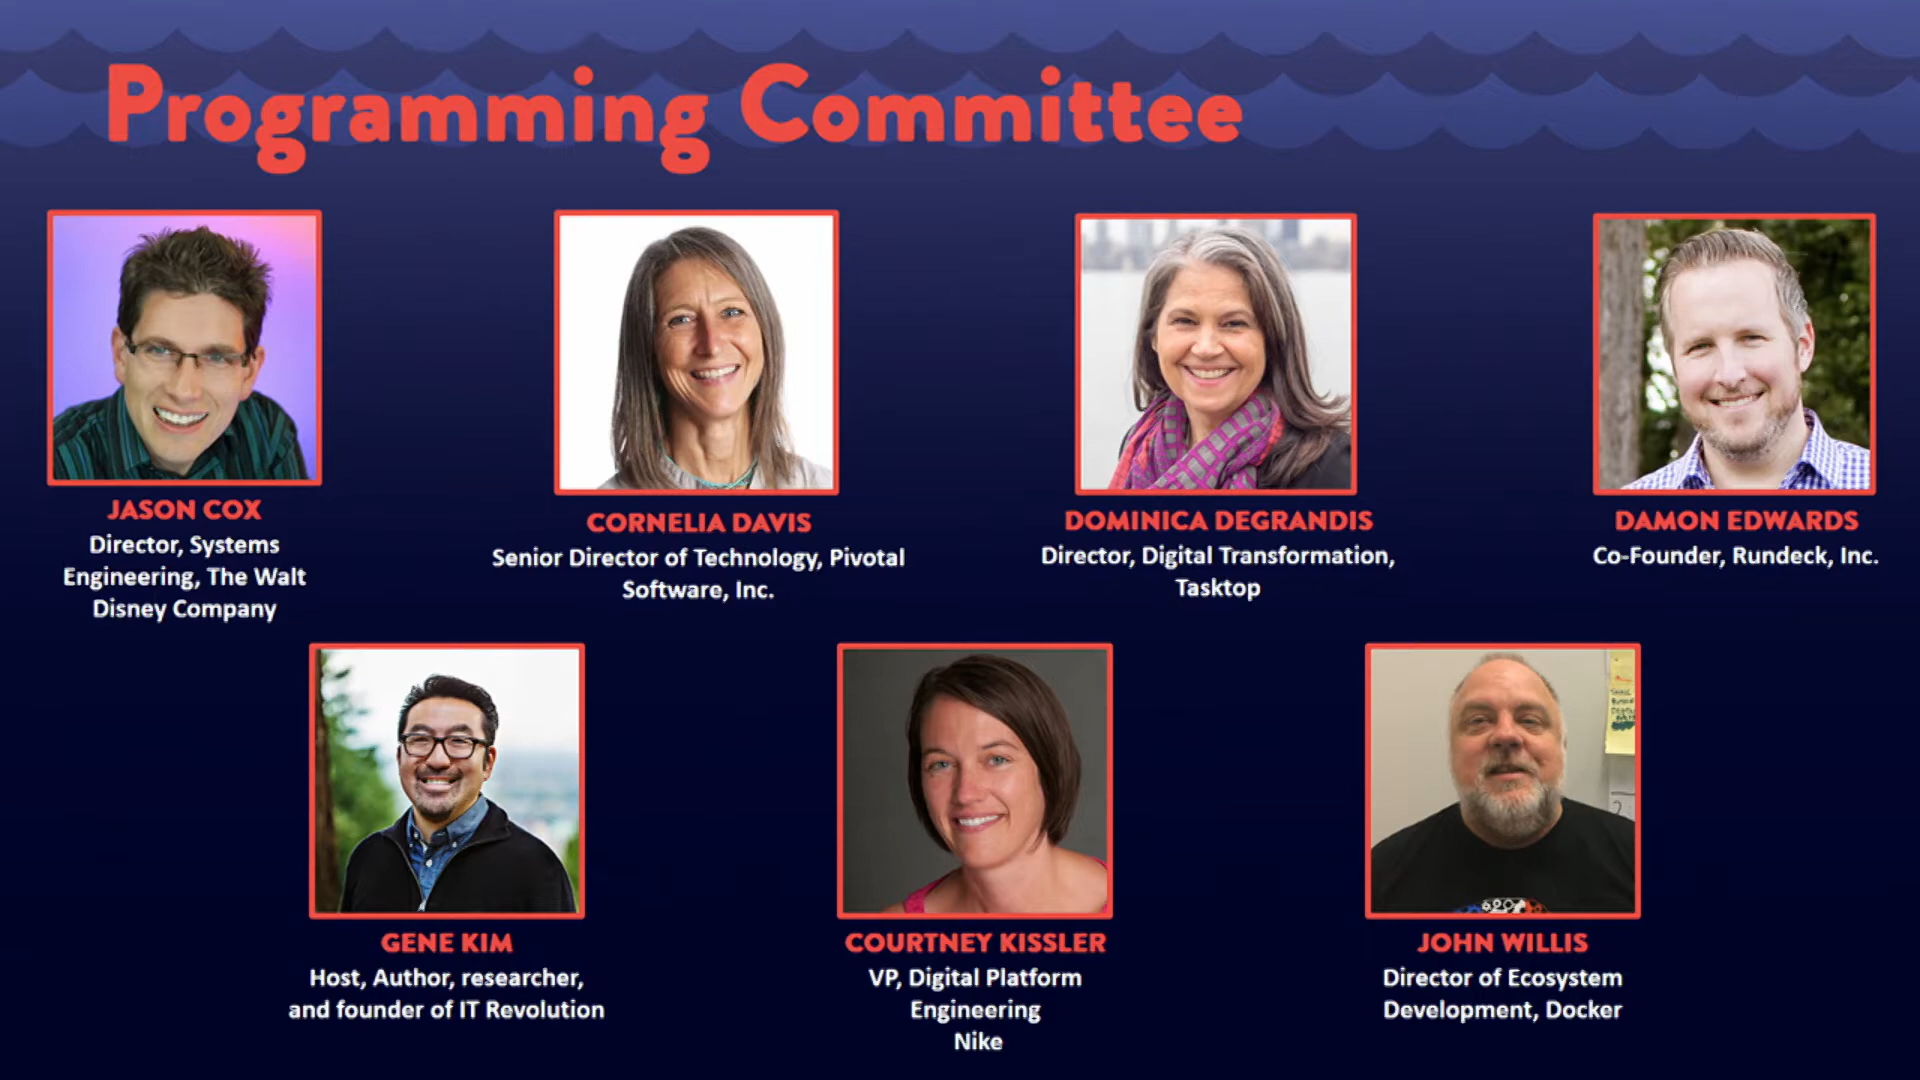 Programming Committee
JASON COX
Director, Systems
Engineering, The Walt
Disney Company
CORNELIA DAVIS
Senior Director of Technology, Pivotal
Software, Inc.
DOMINICA DEGRANDIS
Director, Digital Transformation,
Tasktop
DAMON EDWARDS
Co-Founder, Rundeck, Inc.
GENE KIM
Host, Author, researcher,
and founder of IT Revolution
COURTNEY KISSLER
VP, Digital Platform
Engineering
Nike
JOHN WILLIS
Director of Ecosystem
Development, Docker